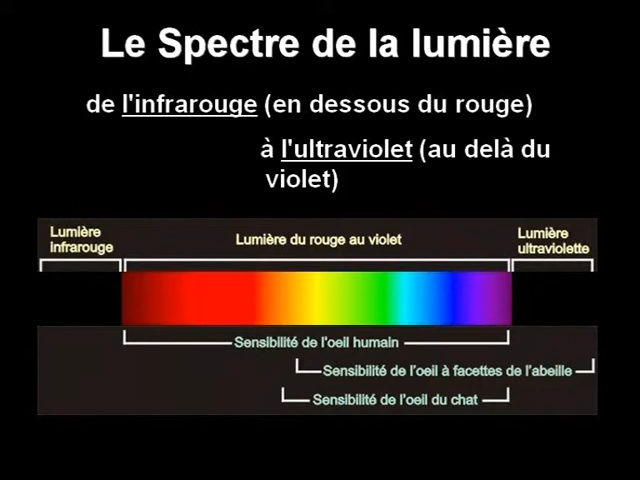 Le Spectre de la lumière
de l'infrarouge (en dessous du rouge)
à l'ultraviolet (au delà du
violet)
Lumière
infrarouge
Lumière du rouge au violet
Lumière
ultraviolette
Sensibilité de l'oeil humain
Sensibilité de l'oeil à facettes de l'abeille
Sensibilité de l'oeil du chat